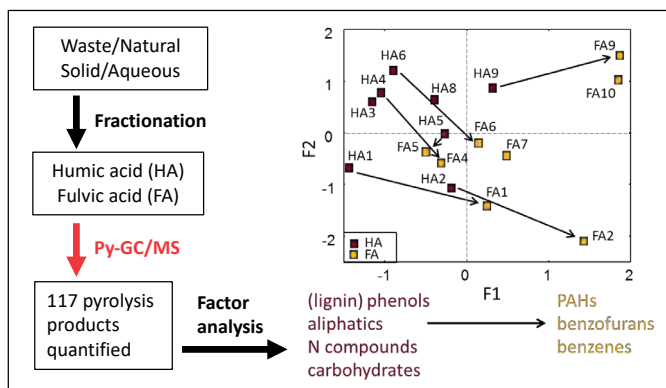 Waste/Natural
Solid/Aqueous
Fractionation
Humic acid (HA)
Fulvic acid (FA)
Py-GC/MS
117 pyrolysis
products
quantified
Factor
analysis
2
1
0
-1
-2
F2
HA6
HA4
HA3
HA8
HA9
FA9
FA10
HA5
FA5
FA4
FA6
FA7
HA1
HA2
FA1
FA2
HA
FA
-1 0 1 2
F1
(lignin) phenols
aliphatics
N compounds
carbohydrates
PAHs
benzofurans
benzenes